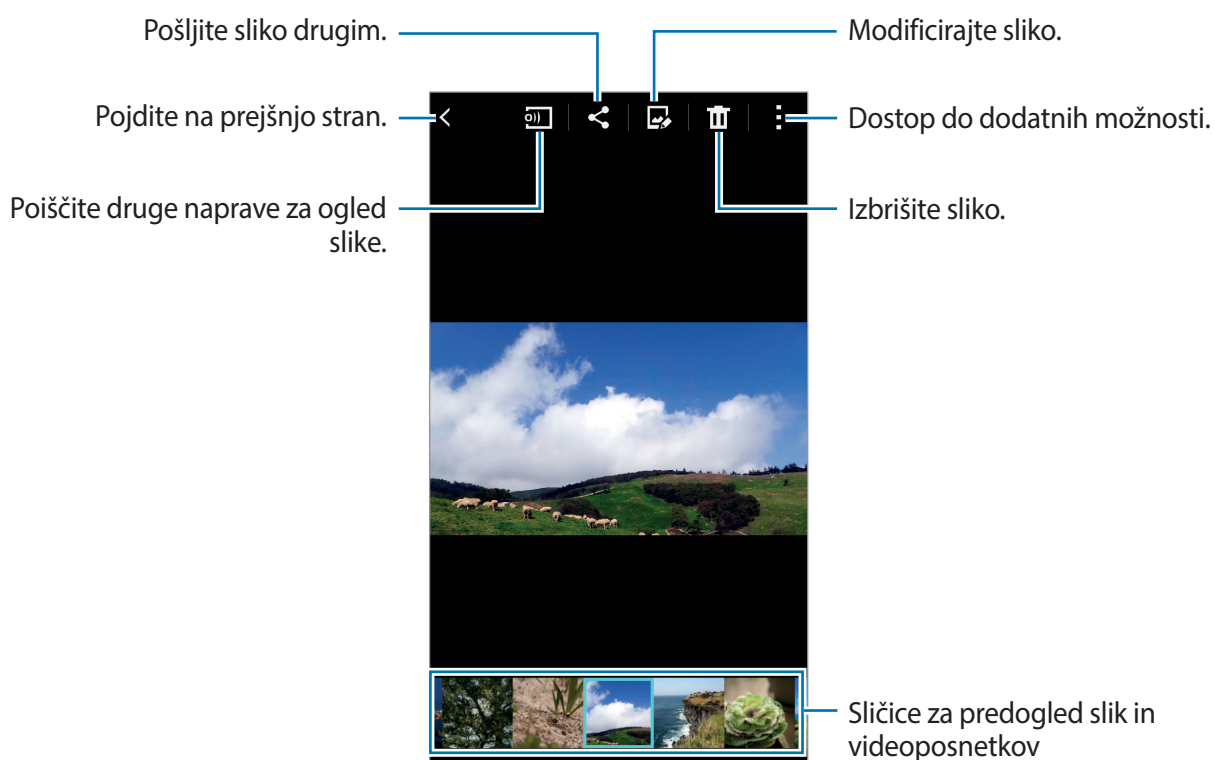 Pošljite sliko drugim.
Modificirajte sliko.
Pojdite na prejšnjo stran.
Dostop do dodatnih možnosti.
Poiščite druge naprave za ogled
slike.
Izbrišite sliko.
Sličice za predogled slik in
videoposnetkov